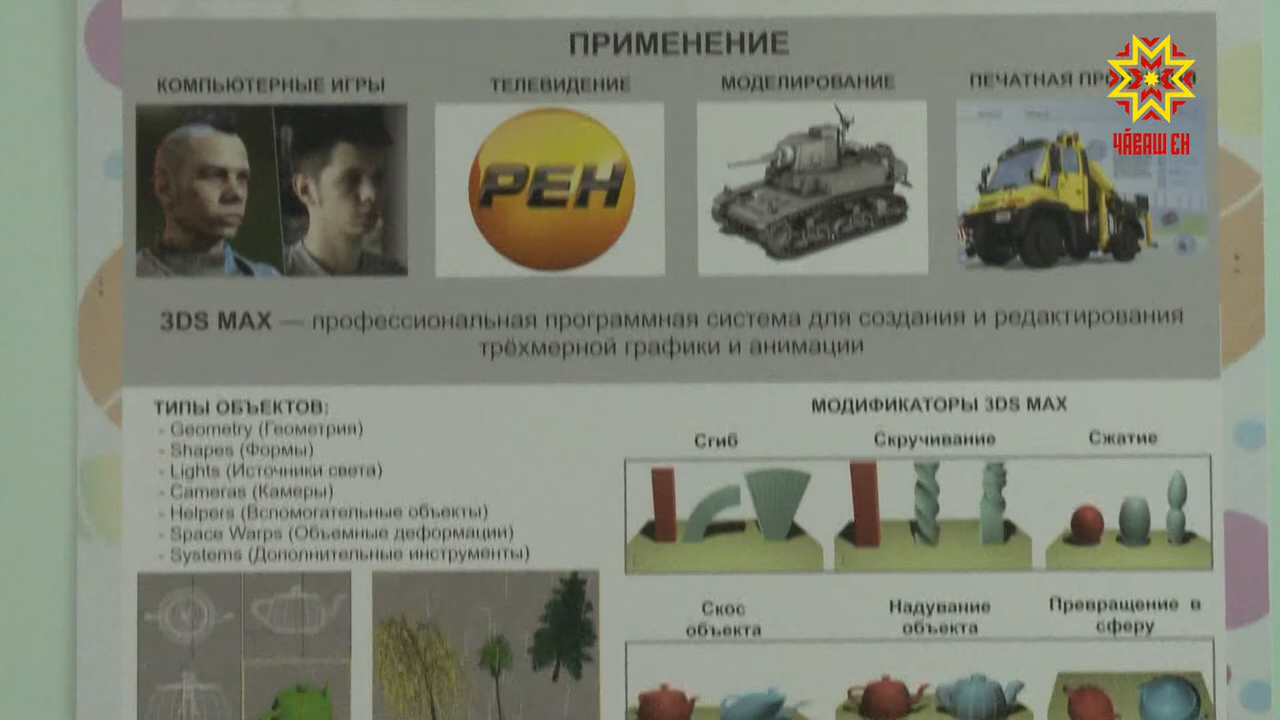 ПРИМЕНЕНИЕ
КОМПЬЮТЕРНЫЕ ИГРЫ
ТЕЛЕВИДЕНИЕ
МОДЕЛИРОВАНИЕ
ПЕЧАТНАЯ
РЕН
ЧӐВАШ ЕН
3DS MAX — профессиональная программная система для создания и редактирования
трёхмерной графики и анимации
ТИПЫ ОБЪЕКТОВ:
- Geometry (Геометрия)
- Shapes (Формы)
- Lights (Источники света)
- Cameras (Камеры)
- Helpers (Вспомогательные объекты)
- Space Warps (Объемные деформации)
- Systems (Дополнительные инструменты)
МОДИФИКАТОРЫ 3DS MAX
Сгиб
Скручивание
Сжатие
Скос
объекта
Надувание
объекта
Превращение в
сферу